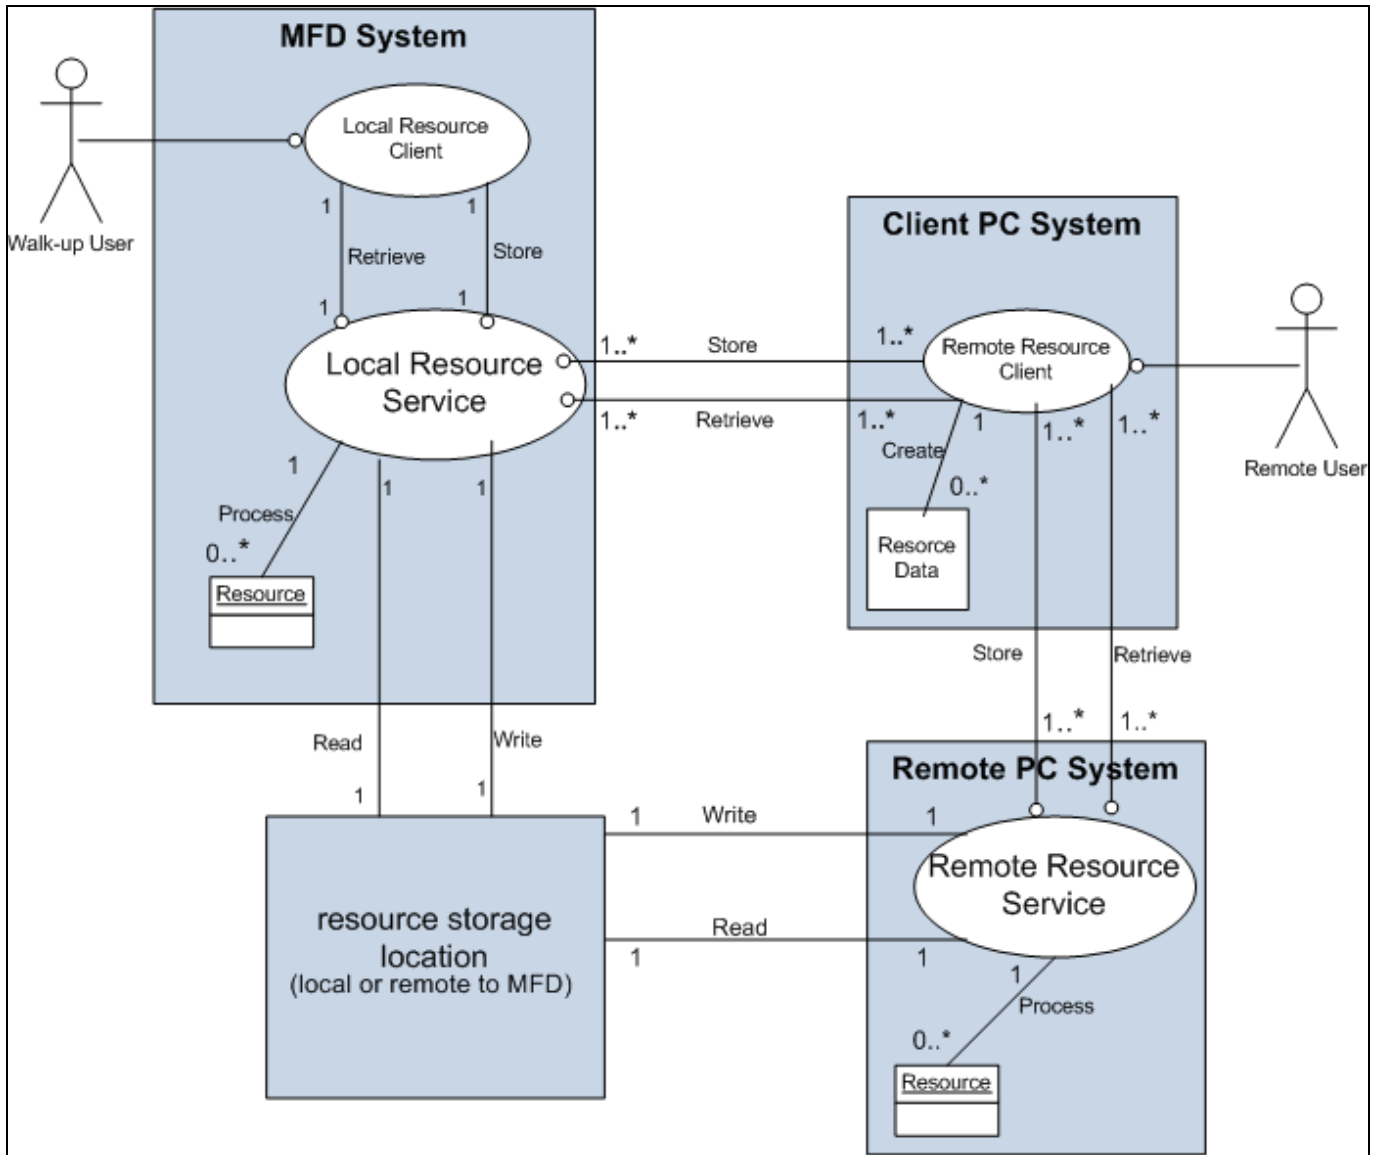 MFD System
Local Resource
Client
Walk-up User
1
1
Retrieve
Store
1
1
Local Resource
Service
1
1
1
Process
0..*
Resource
Client PC System
Remote Resource
Client
Remote User
1..*
Store
1..*
1..*
Retrieve
1..*
1
1..*
1..*
Create
0..*
Resorce
Data
Store
Retrieve
1..*
1..*
Read
Write
1
1
resource storage
location
(local or remote to MFD)
Remote PC System
1
Write
1
Remote Resource
Service
Read
1
1
1
Process
0..*
Resource